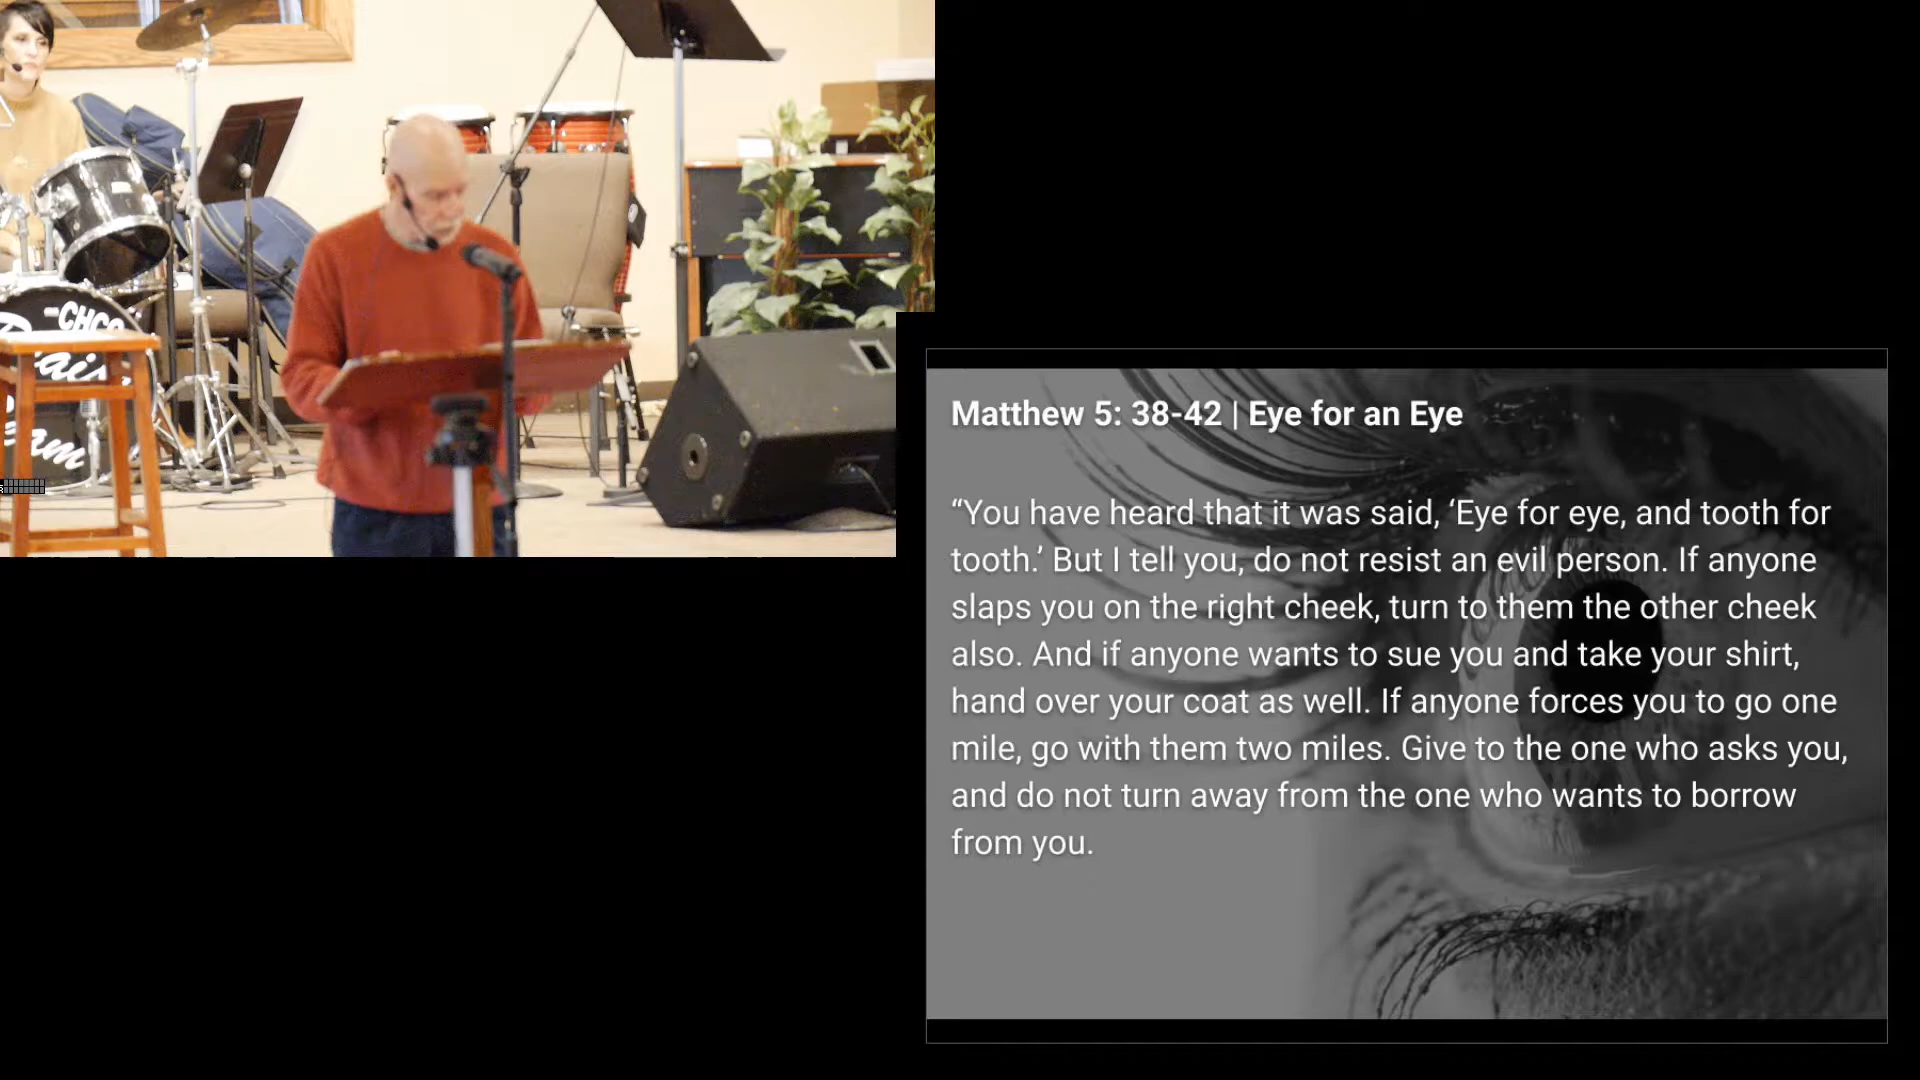 -CHCC
Praise
Team
Matthew 5: 38-42 | Eye for an Eye
“You have heard that it was said, ‘Eye for eye, and tooth for
tooth.’ But I tell you, do not resist an evil person. If anyone
slaps you on the right cheek, turn to them the other cheek
also. And if anyone wants to sue you and take your shirt,
hand over your coat as well. If anyone forces you to go one
mile, go with them two miles. Give to the one who asks you,
and do not turn away from the one who wants to borrow
from you.